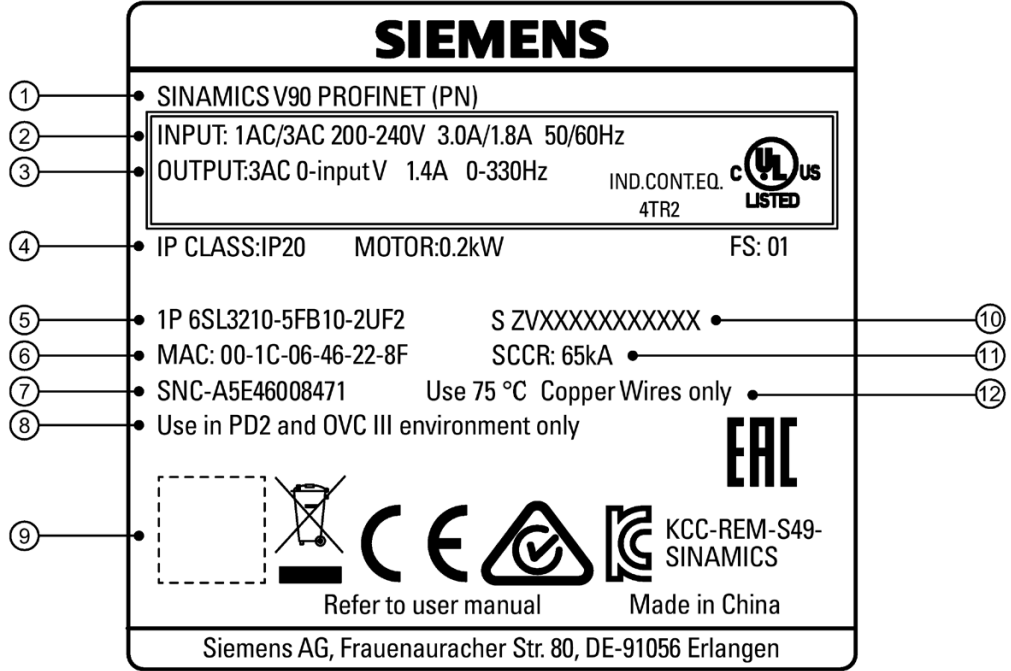 SIEMENS
① SINAMICS V90 PROFINET (PN)
② INPUT: 1AC/3AC 200-240V 3.0A/1.8A 50/60Hz
③ OUTPUT:3AC 0-input V 1.4A 0-330Hz
IND.CONT.EQ.
4TR2
C UL US
LISTED
④ IP CLASS:IP20 MOTOR:0.2kW FS: 01
⑤ 1P 6SL3210-5FB10-2UF2 S ZVXXXXXXXXXXX ⑩
⑥ MAC: 00-1C-06-46-22-8F SCCR: 65kA ⑪
⑦ SNC-A5E46008471 Use 75 °C Copper Wires only ⑫
⑧ Use in PD2 and OVC III environment only
EAC
⑨ CE KCC-REM-S49-
SINAMICS
Refer to user manual Made in China
Siemens AG, Frauenauracher Str. 80, DE-91056 Erlangen